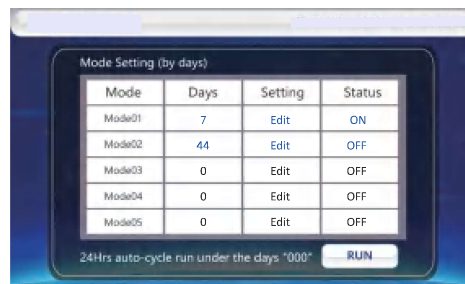 Mode Setting (by days)
Mode Days Setting Status
Mode01 7 Edit ON
Mode02 44 Edit OFF
Mode03 0 Edit OFF
Mode04 0 Edit OFF
Mode05 0 Edit OFF
24Hrs auto-cycle run under the days "000" RUN